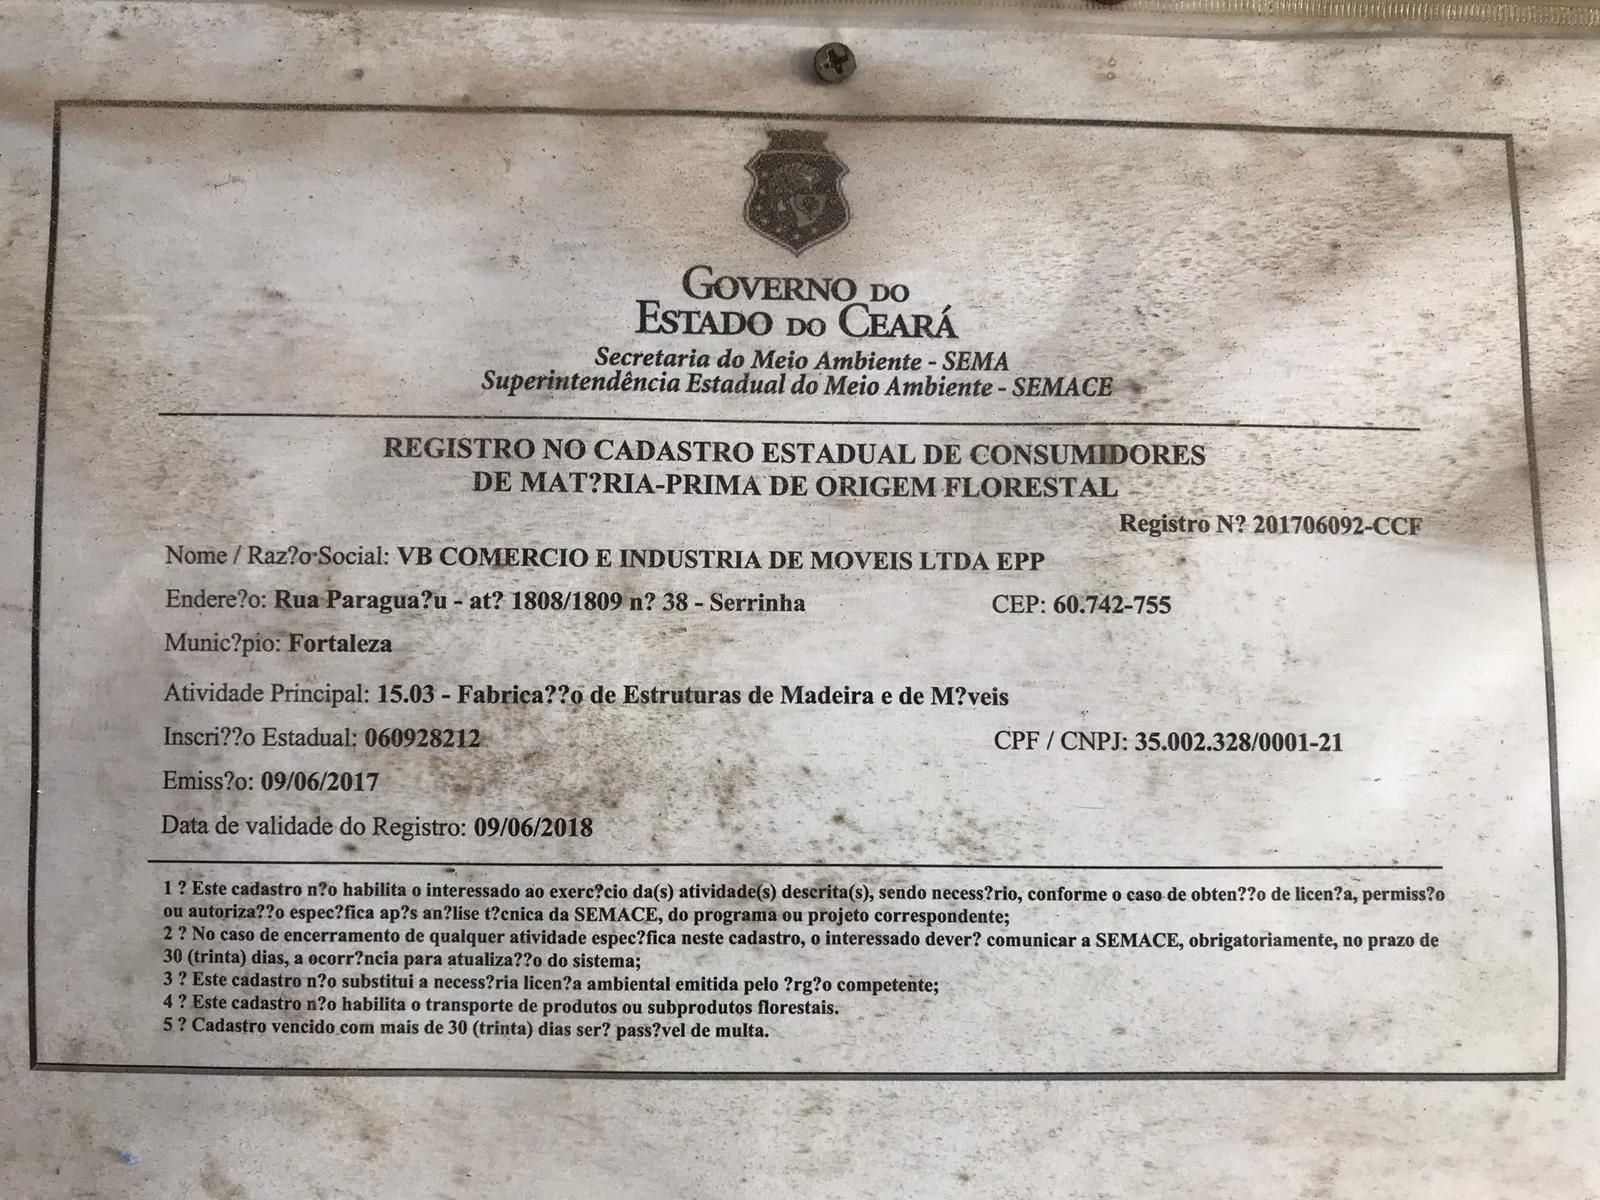 GOVERNO DO
ESTADO DO CEARÁ
Secretaria do Meio Ambiente - SEMA
Superintendência Estadual do Meio Ambiente - SEMACE
REGISTRO NO CADASTRO ESTADUAL DE CONSUMIDORES
DE MAT?RIA-PRIMA DE ORIGEM FLORESTAL
Registro N? 201706092-CCF
Nome / Raz?o Social: VB COMERCIO E INDUSTRIA DE MOVEIS LTDA EPP
Endere?o: Rua Paragua?u - at? 1808/1809 n? 38 - Serrinha CEP: 60.742-755
Munic?pio: Fortaleza
Atividade Principal: 15.03 - Fabrica??o de Estruturas de Madeira e de M?veis
Inscri??o Estadual: 060928212 CPF / CNPJ: 35.002.328/0001-21
Emiss?o: 09/06/2017
Data de validade do Registro: 09/06/2018
1 ? Este cadastro n?o habilita o interessado ao exerc?cio da(s) atividade(s) descrita(s), sendo necess?rio, conforme o caso de obten??o de licen?a, permiss?o
ou autoriza??o espec?fica ap?s an?lise t?cnica da SEMACE, do programa ou projeto correspondente;
2 ? No caso de encerramento de qualquer atividade espec?fica neste cadastro, o interessado dever? comunicar a SEMACE, obrigatoriamente, no prazo de
30 (trinta) dias, a ocorr?ncia para atualiza??o do sistema;
3 ? Este cadastro n?o substitui a necess?ria licen?a ambiental emitida pelo ?rg?o competente;
4 ? Este cadastro n?o habilita o transporte de produtos ou subprodutos florestais.
5 ? Cadastro vencido com mais de 30 (trinta) dias ser? pass?vel de multa.